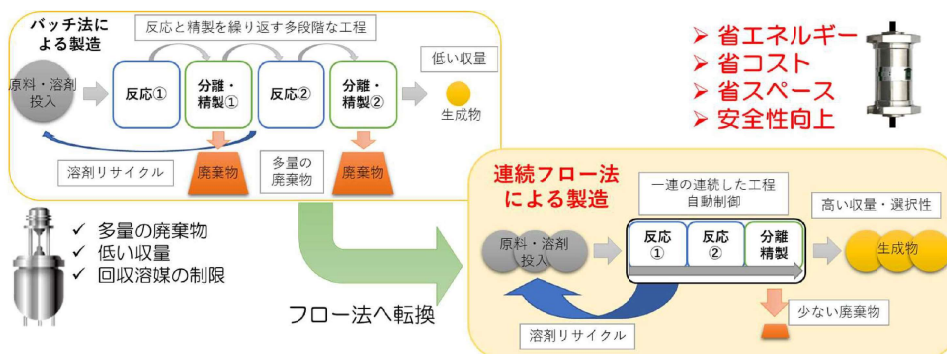 バッチ法
による製造
反応と精製を繰り返す多段階な工程
原料・溶剤
投入
反応①
分離・
精製①
反応②
分離・
精製②
低い収量
生成物
溶剤リサイクル
廃棄物
多量の
廃棄物
廃棄物
➢ 省エネルギー
➢ 省コスト
➢ 省スペース
➢ 安全性向上
✓ 多量の廃棄物
✓ 低い収量
✓ 回収溶媒の制限
フロー法へ転換
連続フロー法
による製造
一連の連続した工程
自動制御
高い収量・選択性
原料・溶剤
投入
反応
①
反応
②
分離
精製
生成物
溶剤リサイクル
少ない廃棄物